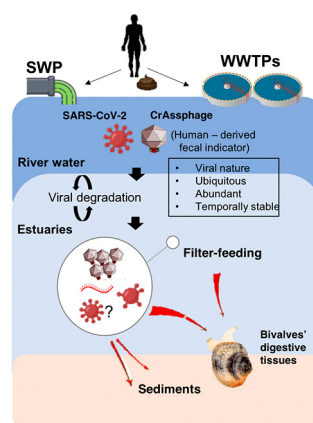 SWP
WWTPs
SARS-CoV-2
CrAssphage
(Human – derived
fecal indicator)
River water
• Viral nature
• Ubiquitous
• Abundant
• Temporally stable
Viral degradation
Estuaries
Filter-feeding
?
Bivalves'
digestive
tissues
Sediments